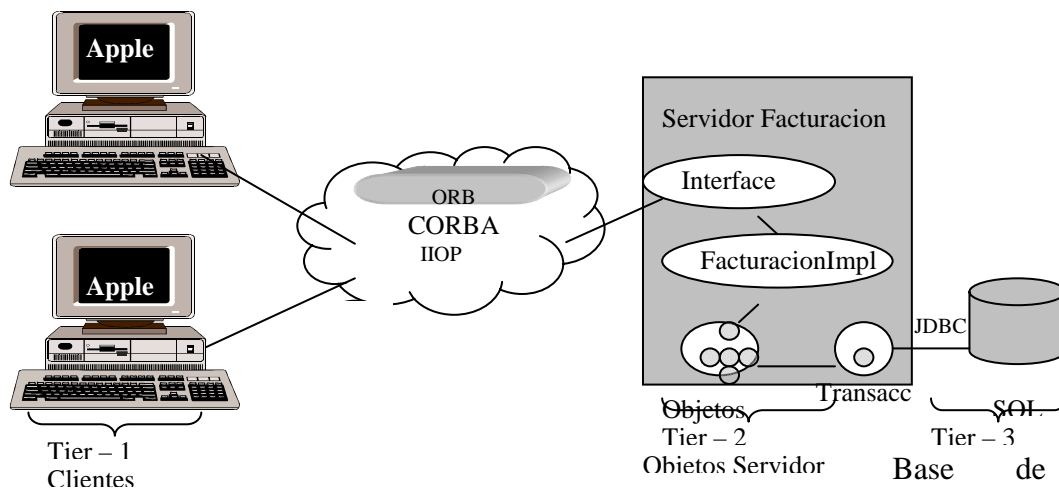 Apple
Apple
ORB
CORBA
IIOP
Servidor Facturacion
Interface
FacturacionImpl
JDBC
Transacc
Objetos
SQL
Tier – 1
Clientes
Tier – 2
Objetos Servidor
Tier – 3
Base de